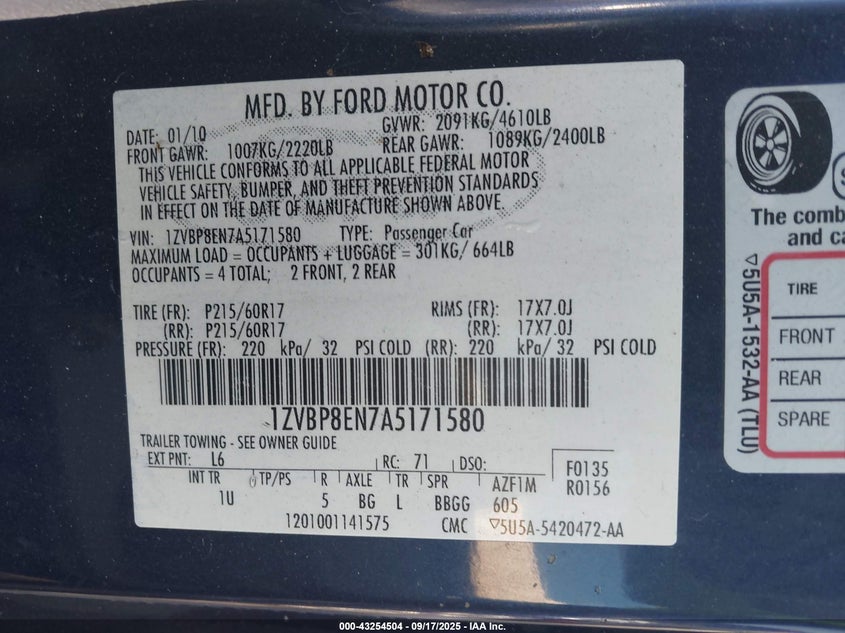 MFD. BY FORD MOTOR CO.
DATE: 01/10
GVWR: 2091KG/4610LB
FRONT GAWR: 1007KG/2220LB
REAR GAWR: 1089KG/2400LB
THIS VEHICLE CONFORMS TO ALL APPLICABLE FEDERAL MOTOR
VEHICLE SAFETY, BUMPER, AND THEFT PREVENTION STANDARDS
IN EFFECT ON THE DATE OF MANUFACTURE SHOWN ABOVE.
VIN: 1ZVBP8EN7A5171580 TYPE: Passenger Car
MAXIMUM LOAD = OCCUPANTS + LUGGAGE = 301KG/ 664LB
OCCUPANTS = 4 TOTAL; 2 FRONT, 2 REAR
TIRE (FR): P215/60R17 RIMS (FR): 17X7.0J
(RR): P215/60R17 (RR): 17X7.0J
PRESSURE (FR): 220 kPa/ 32 PSI COLD (RR): 220 kPa/ 32 PSI COLD
1ZVBP8EN7A5171580
TRAILER TOWING - SEE OWNER GUIDE
EXT PNT: L6 RC: 71 DSO: F0135
INT TR TP/PS R AXLE TR SPR AZF1M R0156
1U 5 BG L BBGG 605
1201001141575 CMC ▽5U5A-5420472-AA
The comb
and ca
TIRE
FRONT
REAR
SPARE
▽5U5A-1532-AA (TLU)
000-43254504 - 09/17/2025 - IAA Inc.